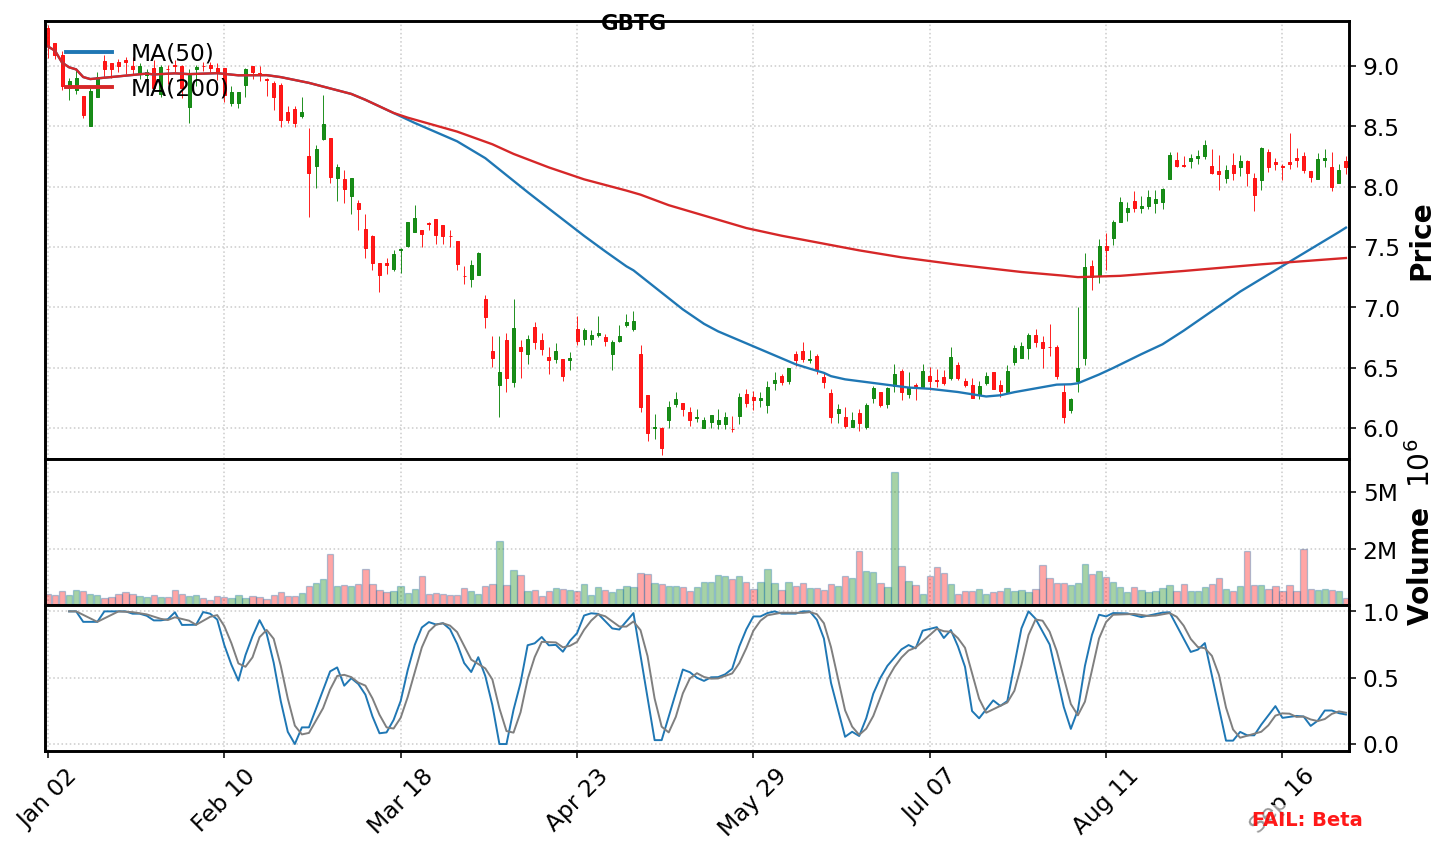 GBTG
MA(50)
MA(200)
9.0
8.5
8.0
7.5
7.0
6.5
6.0
Price
5M
2M
Volume 10^6
1.0
0.5
0.0
Jan 02
Feb 10
Mar 18
Apr 23
May 29
Jul 07
Aug 11
Sep 16
FAIL: Beta